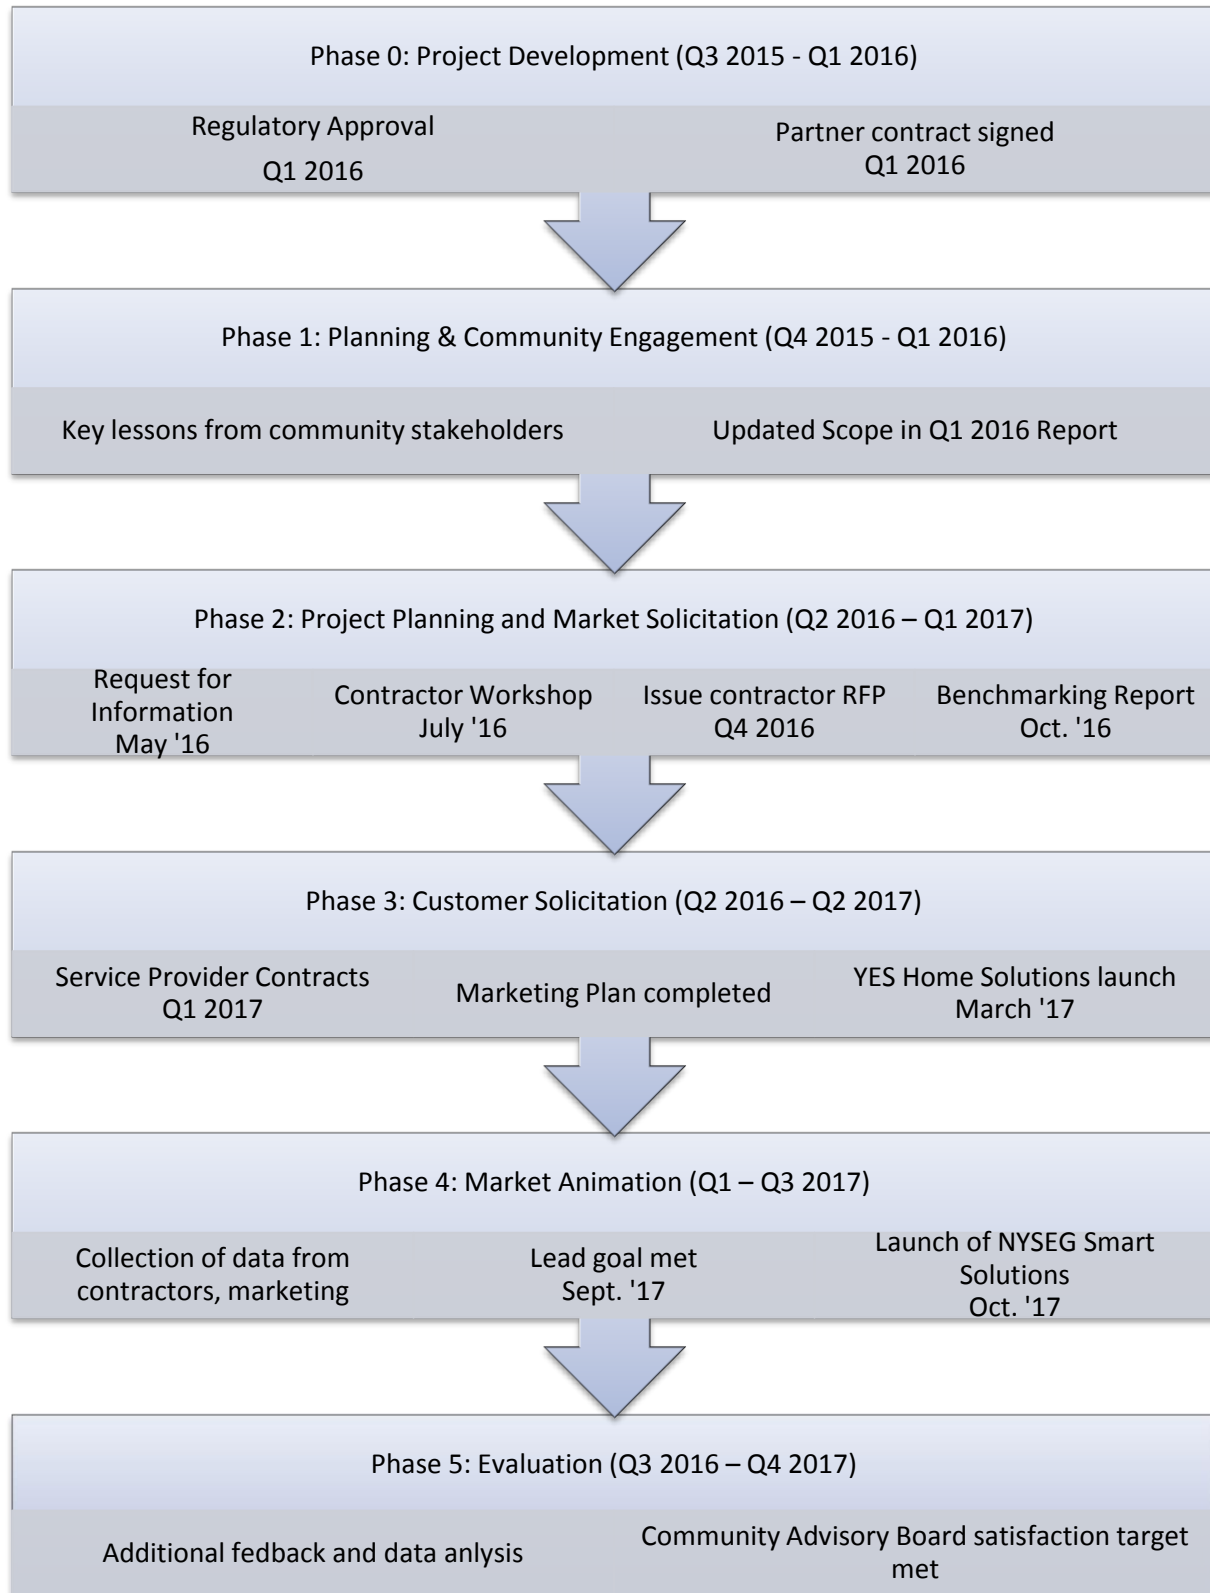 Phase 0: Project Development (Q3 2015 - Q1 2016)
Regulatory Approval
Q1 2016
Partner contract signed
Q1 2016
Phase 1: Planning & Community Engagement (Q4 2015 - Q1 2016)
Key lessons from community stakeholders
Updated Scope in Q1 2016 Report
Phase 2: Project Planning and Market Solicitation (Q2 2016 – Q1 2017)
Request for
Information
May '16
Contractor Workshop
July '16
Issue contractor RFP
Q4 2016
Benchmarking Report
Oct. '16
Phase 3: Customer Solicitation (Q2 2016 – Q2 2017)
Service Provider Contracts
Q1 2017
Marketing Plan completed
YES Home Solutions launch
March '17
Phase 4: Market Animation (Q1 – Q3 2017)
Collection of data from
contractors, marketing
Lead goal met
Sept. '17
Launch of NYSEG Smart
Solutions
Oct. '17
Phase 5: Evaluation (Q3 2016 – Q4 2017)
Additional fedback and data anlysis
Community Advisory Board satisfaction target
met